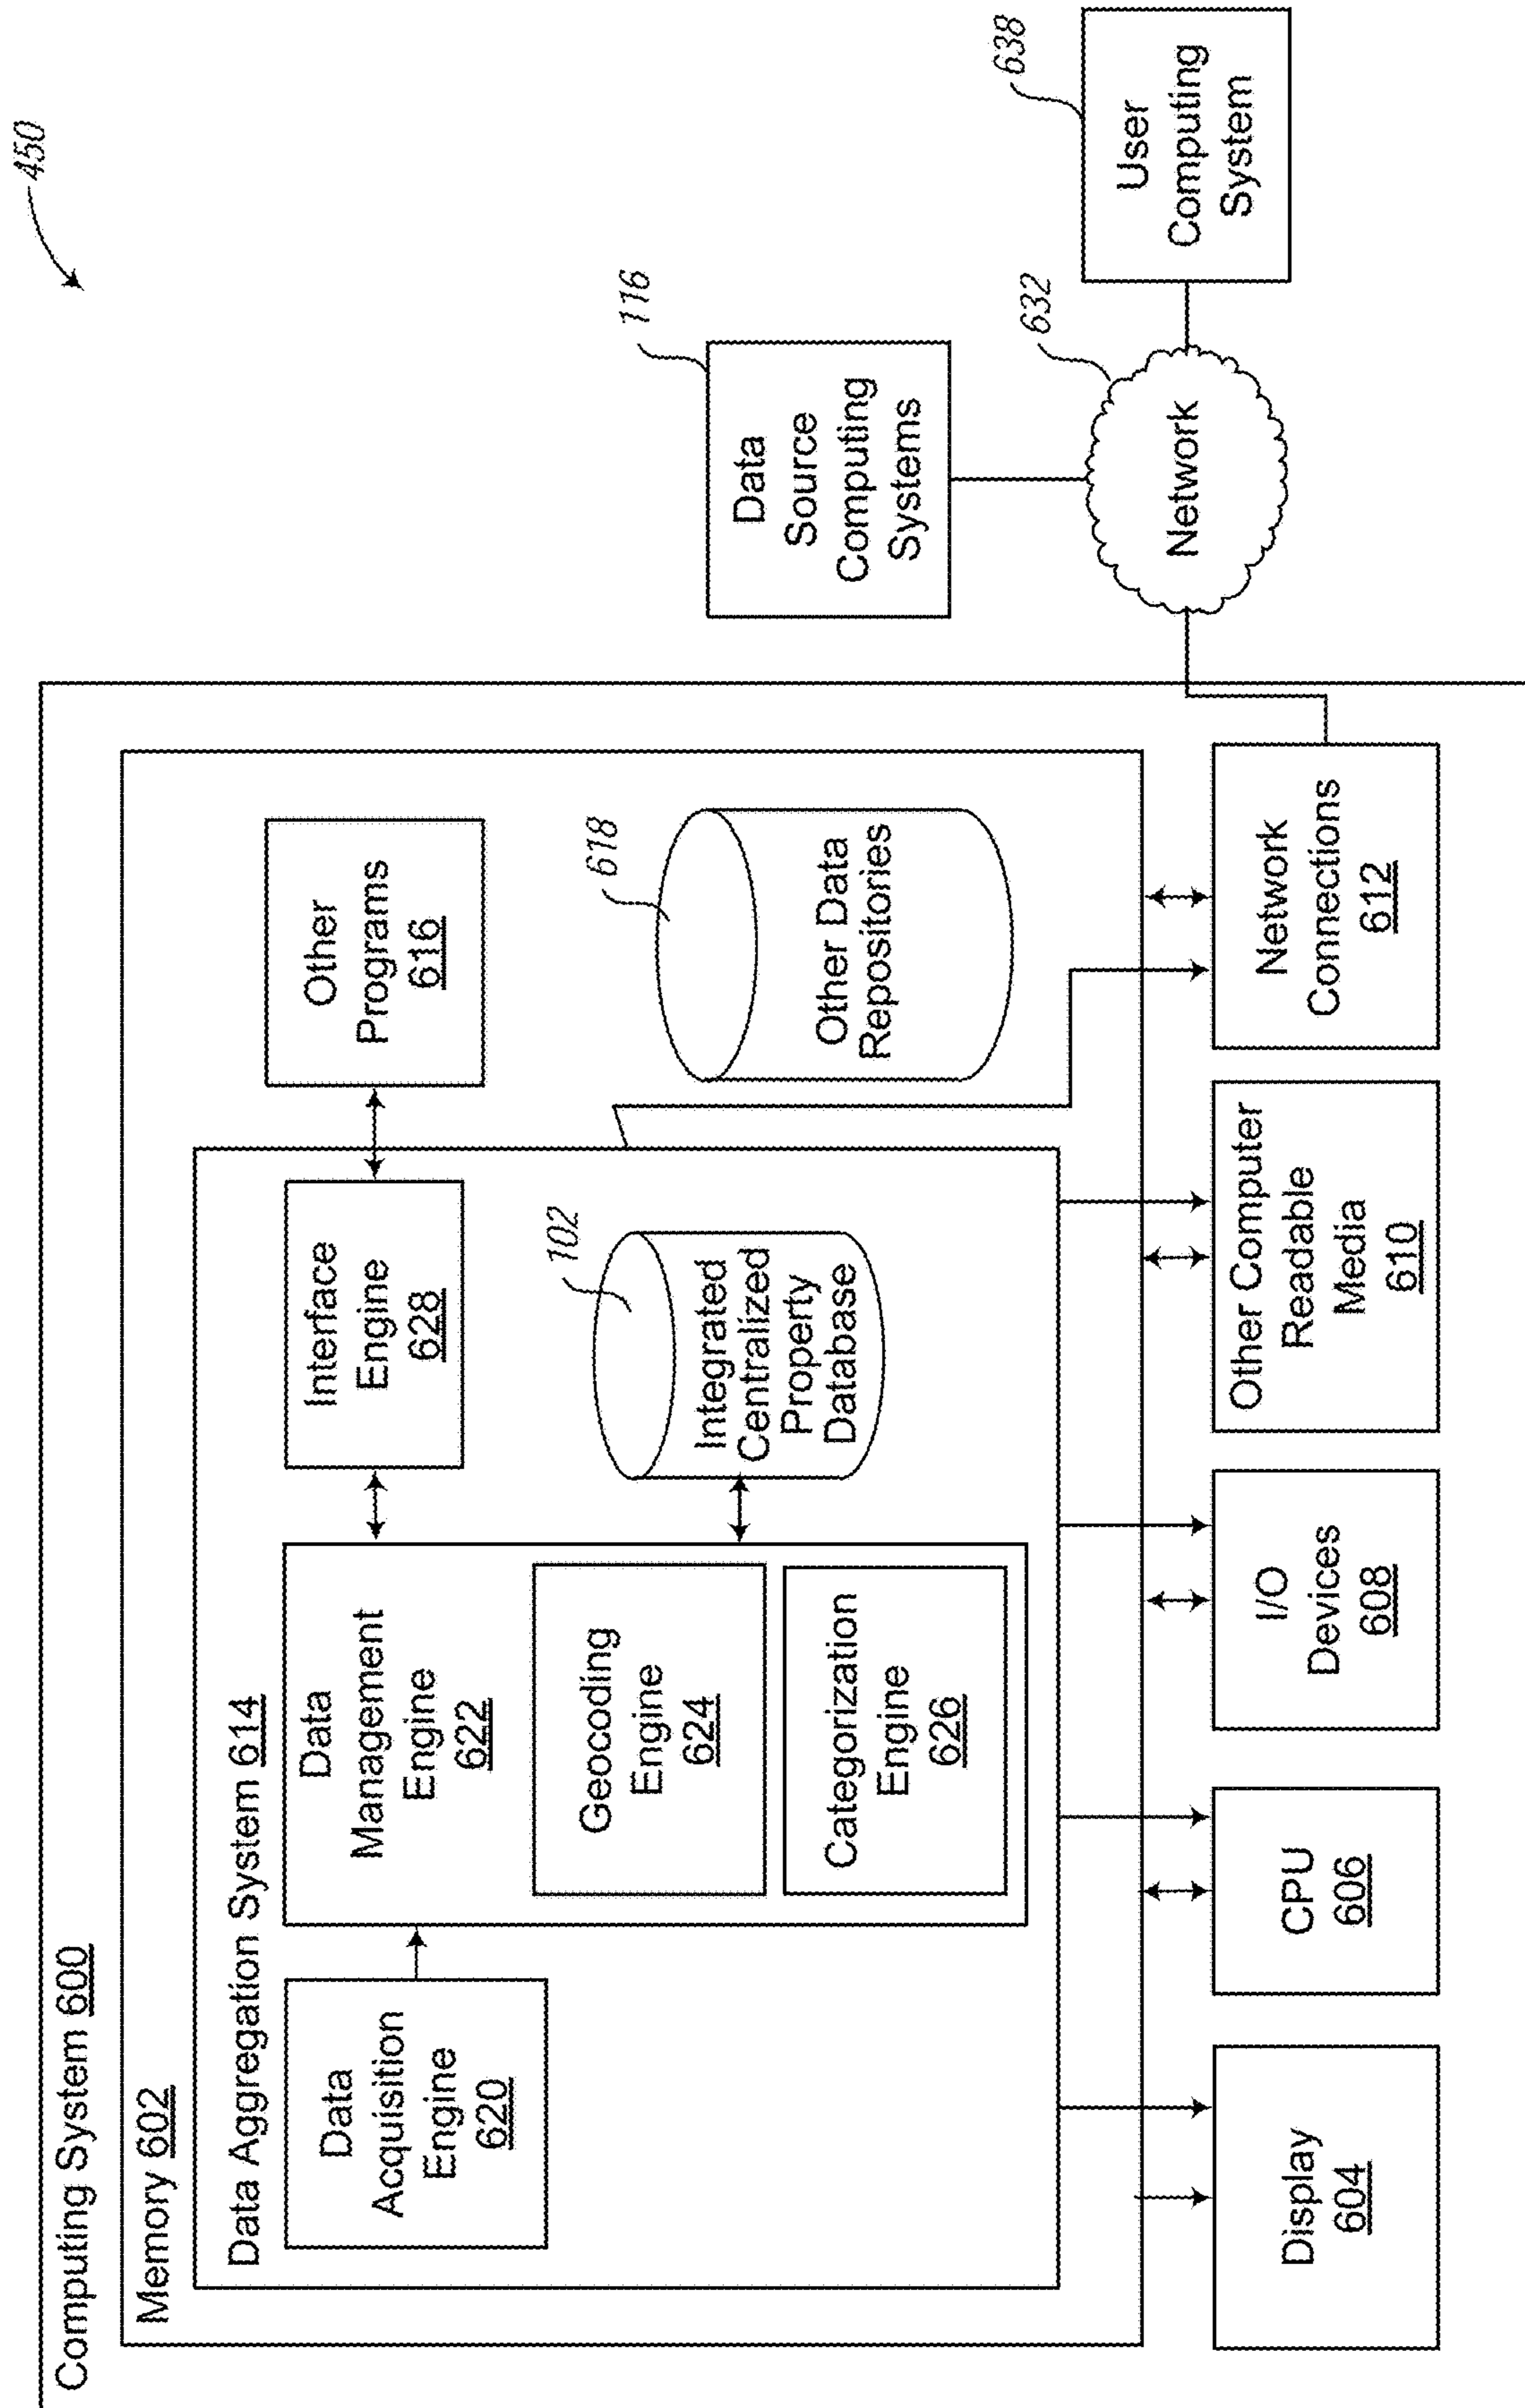 450
Computing System 600
Memory 602
Data Aggregation System 614
Data
Acquisition
Engine
620
Data
Management
Engine
622
Geocoding
Engine
624
Categorization
Engine
626
Interface
Engine
628
102
Integrated
Centralized
Property
Database
Other
Programs
616
618
Other Data
Repositories
Display
604
CPU
606
I/O
Devices
608
Other Computer
Readable
Media
610
Network
Connections
612
116
Data
Source
Computing
Systems
632
Network
638
User
Computing
System